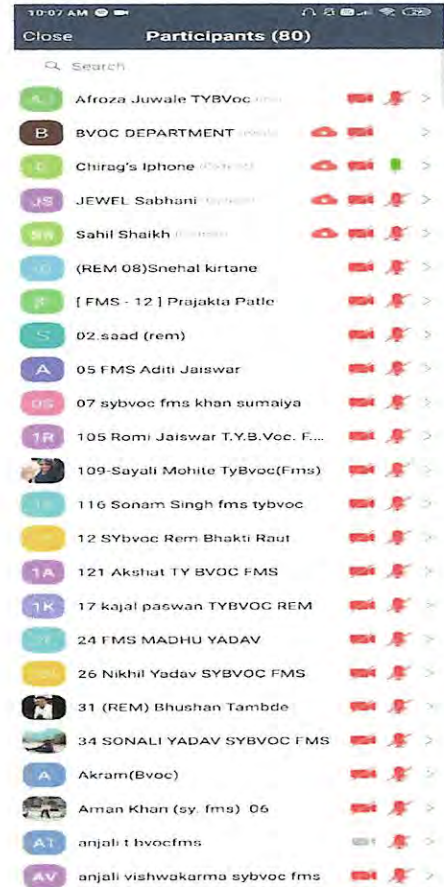 10:07 AM
Close Participants (80)
Search
Afroza Juwale TYBVoc
B BVOC DEPARTMENT
Chirag's Iphone
JS JEWEL Sabhani
Sahil Shaikh
(REM 08)Snehal kirtane
[ FMS - 12 ] Prajakta Patle
S 02.saad (rem)
A 05 FMS Aditi Jaiswar
0S 07 sybvoc fms khan sumaiya
1R 105 Romi Jaiswar T.Y.B.Voc. F....
109-Sayali Mohite TyBvoc(Fms)
116 Sonam Singh fms tybvoc
12 SYbvoc Rem Bhakti Raut
1A 121 Akshat TY BVOC FMS
1K 17 kajal paswan TYBVOC REM
24 FMS MADHU YADAV
26 Nikhil Yadav SYBVOC FMS
31 (REM) Bhushan Tambde
34 SONALI YADAV SYBVOC FMS
A Akram(Bvoc)
Aman Khan (sy. fms) 06
AT anjali t bvocfms
AV anjali vishwakarma sybvoc fms